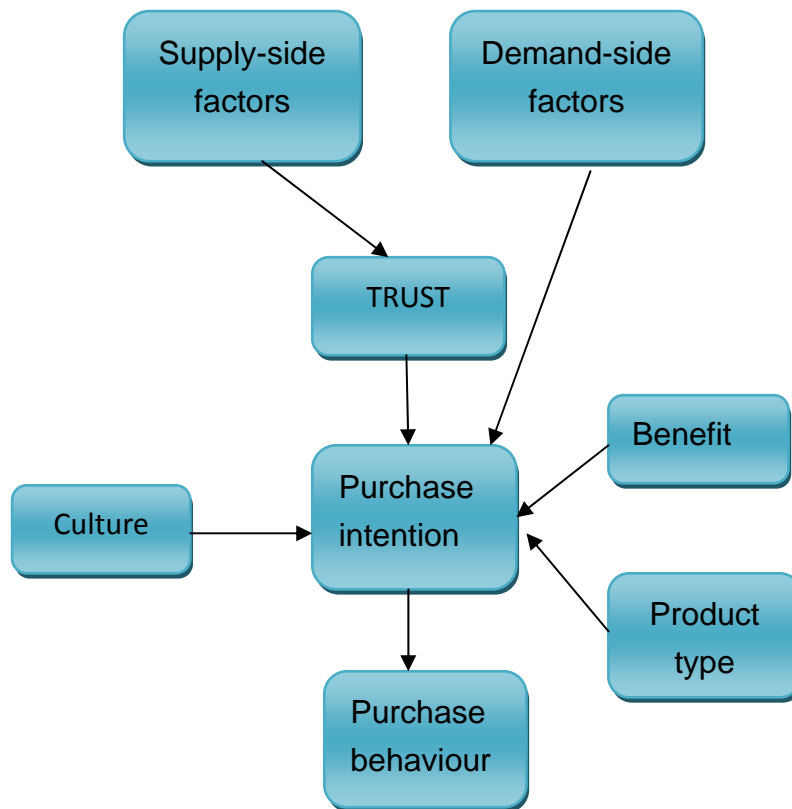 Supply-side
factors
Demand-side
factors
TRUST
Benefit
Purchase
intention
Culture
Product
type
Purchase
behaviour